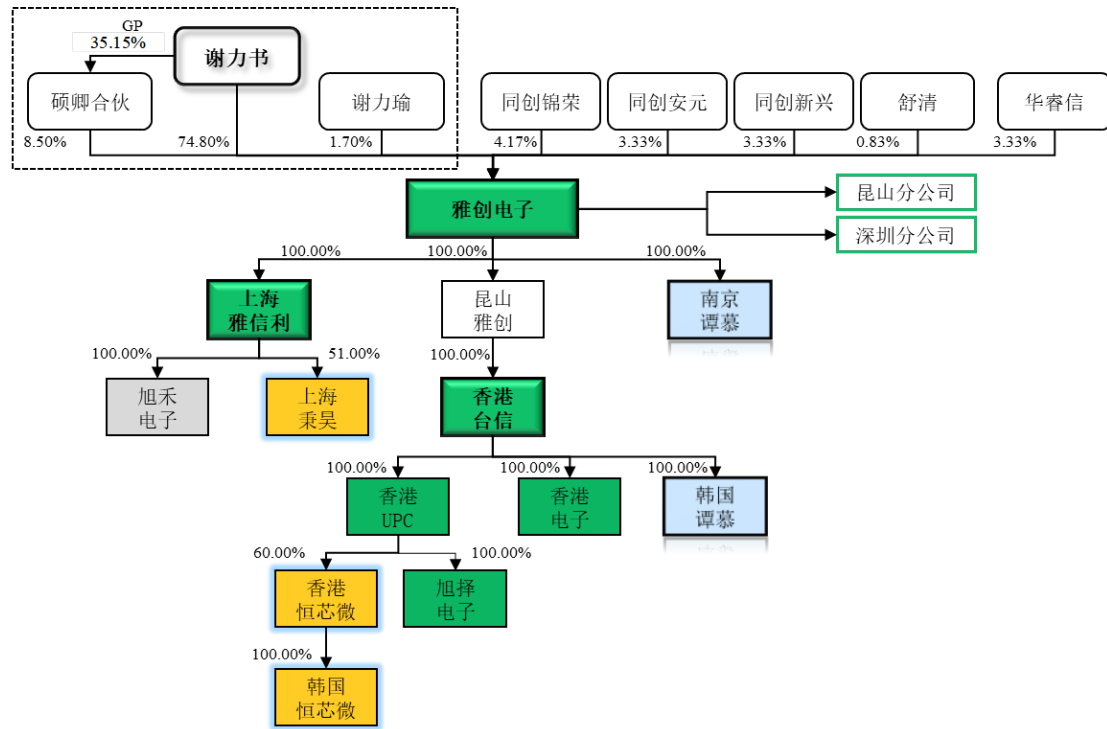 GP
35.15%
谢力书
硕卿合伙
谢力瑜
同创锦荣
同创安元
同创新兴
舒清
华睿信
8.50%
74.80%
1.70%
4.17%
3.33%
3.33%
0.83%
3.33%
雅创电子
昆山分公司
深圳分公司
100.00%
100.00%
100.00%
上海
雅信利
昆山
雅创
南京
谭慕
100.00%
51.00%
100.00%
旭禾
电子
上海
秉昊
香港
台信
100.00%
100.00%
100.00%
香港
UPC
香港
电子
韩国
谭慕
60.00%
100.00%
香港
恒芯微
旭择
电子
100.00%
韩国
恒芯微